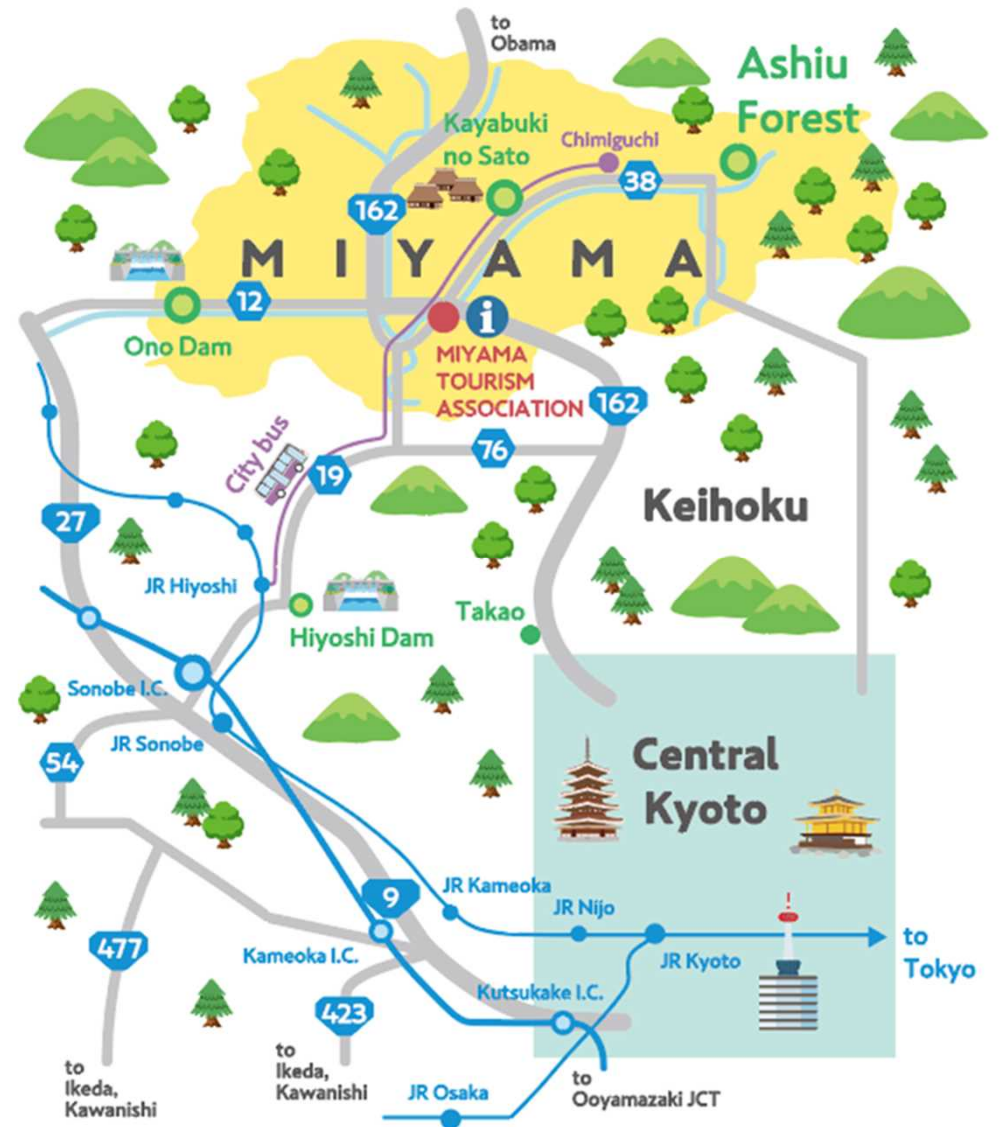 to
Obama
Ashiu
Forest
Kayabuki
no Sato
Chimiguchi
38
162
MIYAMA
12
Ono Dam
i
MIYAMA
TOURISM
ASSOCIATION
162
City bus
19
76
27
Keihoku
JR Hiyoshi
Hiyoshi Dam
Takao
Sonobe I.C.
JR Sonobe
54
Central
Kyoto
9
JR Kameoka
JR Nijo
to
Tokyo
JR Kyoto
477
Kameoka I.C.
Kutsukake I.C.
423
to
Ikeda,
Kawanishi
to
Ikeda,
Kawanishi
JR Osaka
to
Ooyamazaki JCT